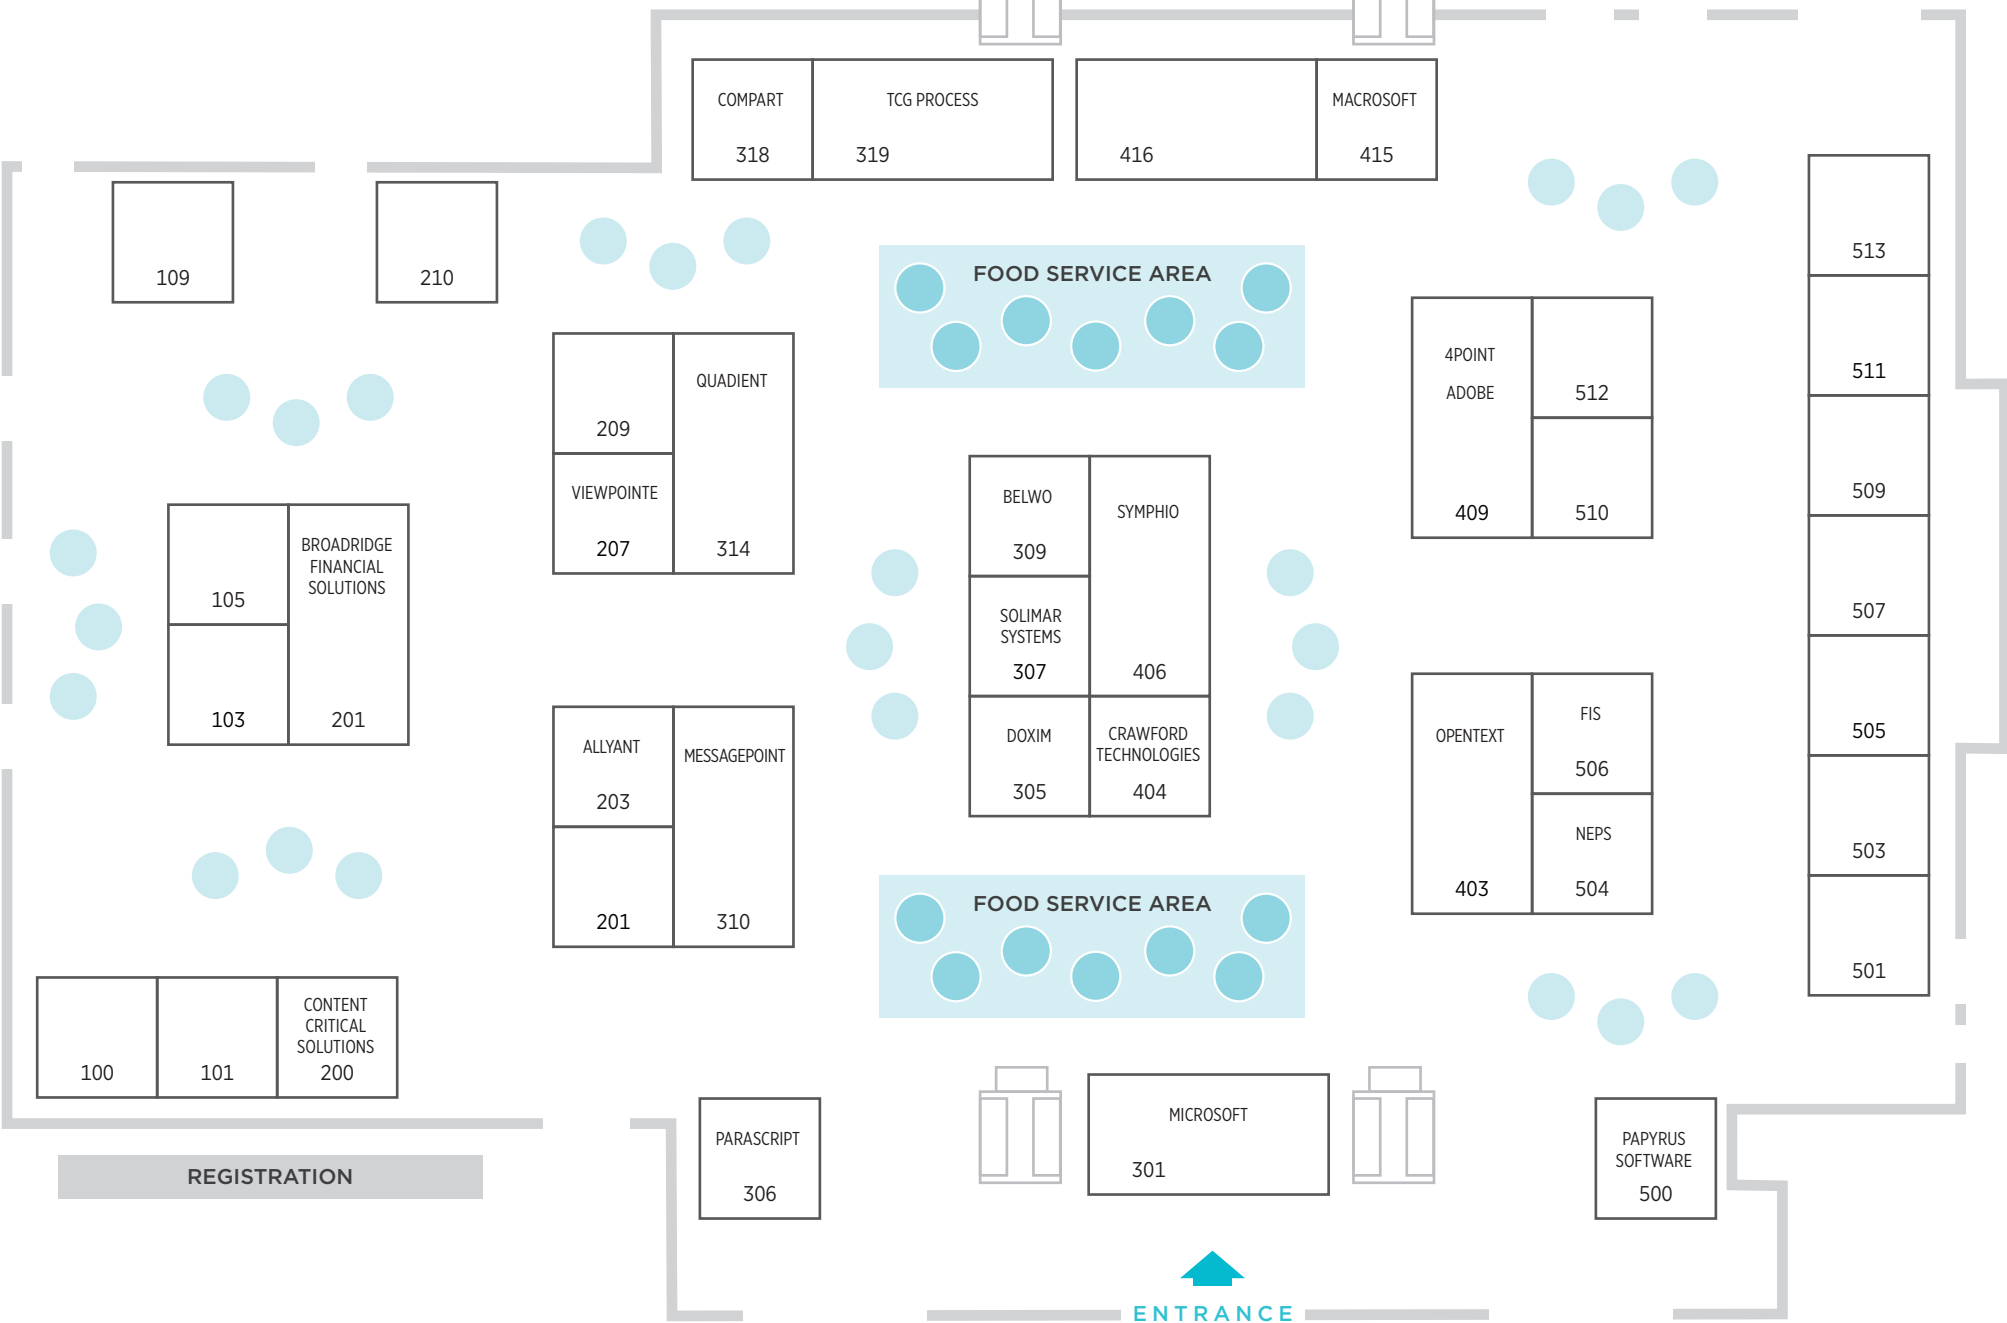 COMPART
318
TCG PROCESS
319
416
MACROSOFT
415
109
210
513
511
509
507
505
503
501
FOOD SERVICE AREA
209
VIEWPOINTE
207
QUADIENT
314
4POINT
ADOBE
409
512
510
105
103
BROADRIDGE
FINANCIAL
SOLUTIONS
201
BELWO
309
SOLIMAR
SYSTEMS
307
DOXIM
305
SYMPHIO
406
CRAWFORD
TECHNOLOGIES
404
ALLYANT
203
201
MESSAGEPOINT
310
OPENTEXT
403
FIS
506
NEPS
504
FOOD SERVICE AREA
100
101
CONTENT
CRITICAL
SOLUTIONS
200
REGISTRATION
PARASCRIPT
306
MICROSOFT
301
PAPYRUS
SOFTWARE
500
ENTRANCE